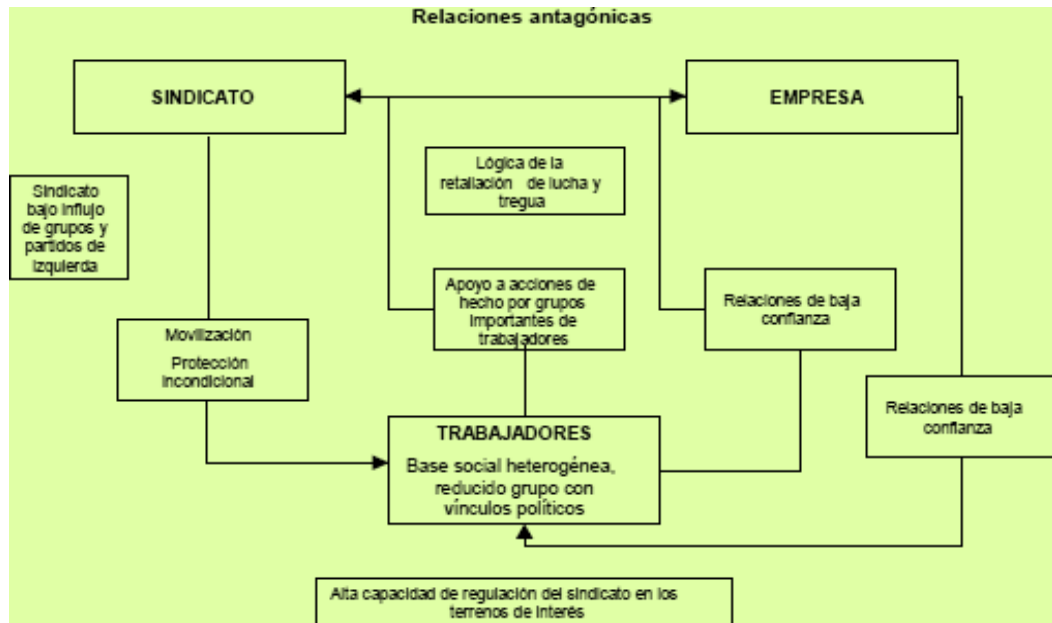 Relaciones antagónicas
SINDICATO
EMPRESA
Lógica de la
retaliación de lucha y
tregua
Sindicato
bajo influjo
de grupos y
partidos de
izquierda
Apoyo a acciones de
hecho por grupos
importantes de
trabajadores
Relaciones de baja
confianza
Movilización
Protección
incondicional
Relaciones de baja
confianza
TRABAJADORES
Base social heterogénea,
reducido grupo con
vínculos políticos
Alta capacidad de regulación del sindicato en los
terrenos de interés